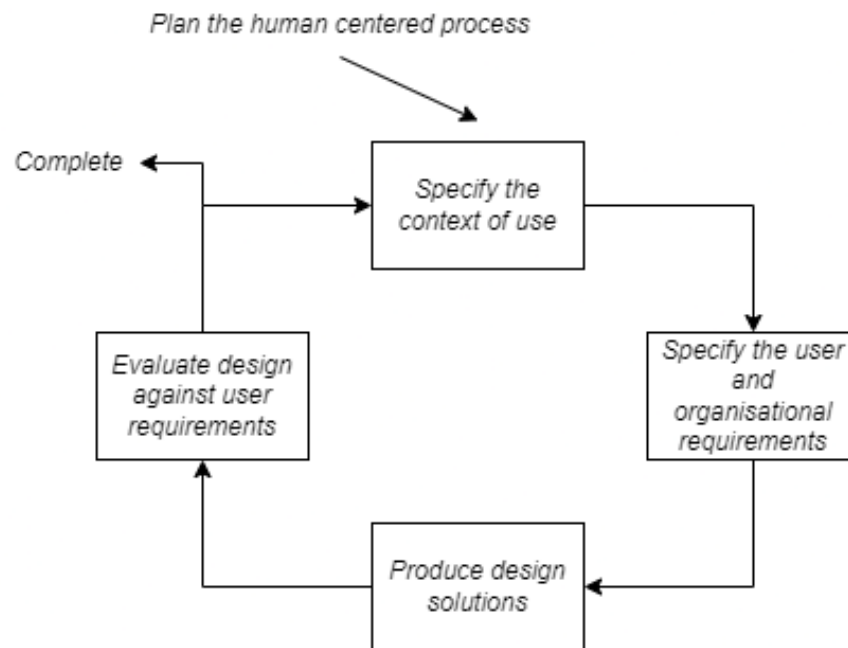 Plan the human centered process
Complete
Specify the
context of use
Evaluate design
against user
requirements
Specify the user
and
organisational
requirements
Produce design
solutions